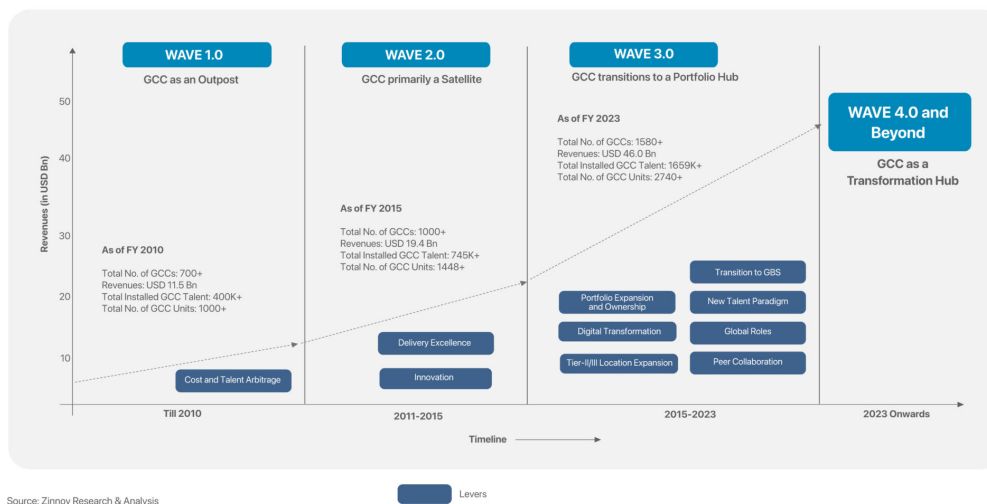 WAVE 1.0
GCC as an Outpost
WAVE 2.0
GCC primarily a Satellite
WAVE 3.0
GCC transitions to a Portfolio Hub
WAVE 4.0 and
Beyond
GCC as a
Transformation Hub
Revenues (in USD Bn)
50
40
30
20
10
As of FY 2010
Total No. of GCCs: 700+
Revenues: USD 11.5 Bn
Total Installed GCC Talent: 400K+
Total No. of GCC Units: 1000+
Cost and Talent Arbitrage
As of FY 2015
Total No. of GCCs: 1000+
Revenues: USD 19.4 Bn
Total Installed GCC Talent: 745K+
Total No. of GCC Units: 1448+
Delivery Excellence
Innovation
As of FY 2023
Total No. of GCCs: 1580+
Revenues: USD 46.0 Bn
Total Installed GCC Talent: 1659K+
Total No. of GCC Units: 2740+
Portfolio Expansion
and Ownership
Digital Transformation
Tier-II/III Location Expansion
Transition to GBS
New Talent Paradigm
Global Roles
Peer Collaboration
Till 2010
2011-2015
2015-2023
2023 Onwards
Timeline
Levers
Source: Zinnov Research & Analysis